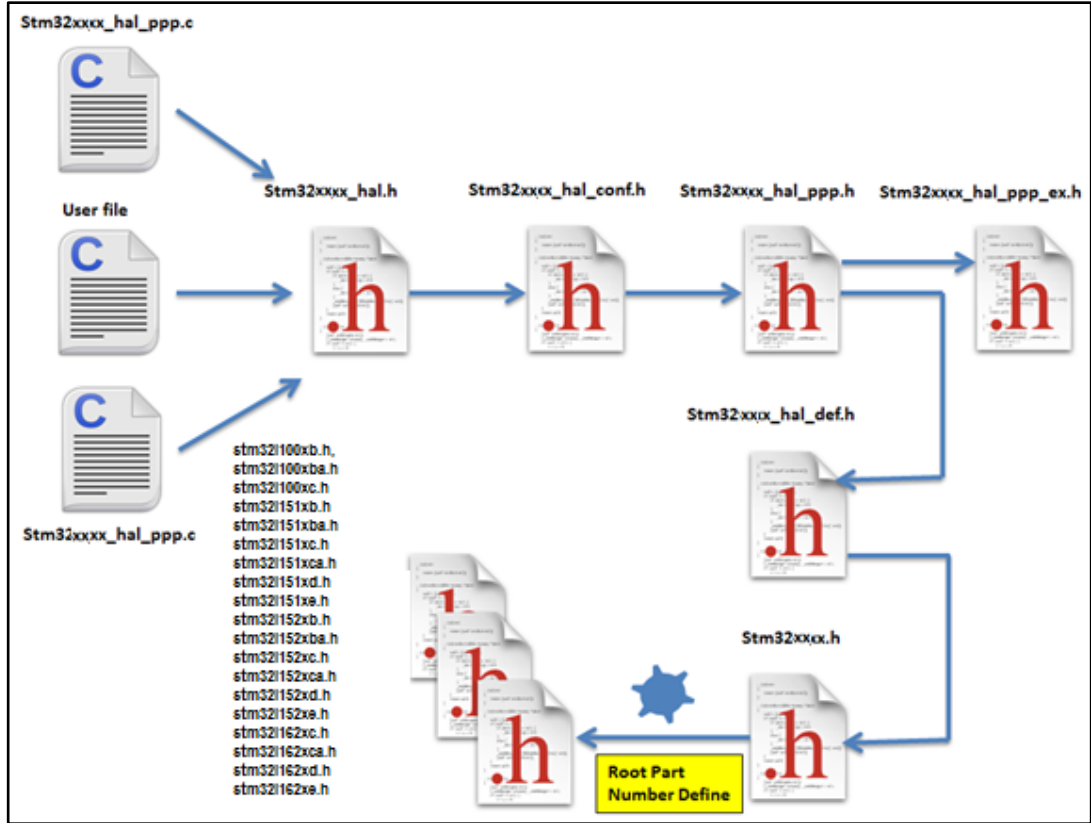 Stm32xxxx_hal_ppp.c
C
User file
C
C
Stm32xxxx_hal_ppp.c
Stm32xxxx_hal.h
.h
Stm32xxxx_hal_conf.h
.h
Stm32xxxx_hal_ppp.h
.h
Stm32xxxx_hal_ppp_ex.h
.h
Stm32xxxx_hal_def.h
.h
stm32l100xb.h,
stm32l100xba.h
stm32l100xc.h
stm32l151xb.h
stm32l151xba.h
stm32l151xc.h
stm32l151xca.h
stm32l151xd.h
stm32l151xe.h
stm32l152xb.h
stm32l152xba.h
stm32l152xc.h
stm32l152xca.h
stm32l152xd.h
stm32l152xe.h
stm32l162xc.h
stm32l162xca.h
stm32l162xd.h
stm32l162xe.h
.h
.h
.h
Stm32xxxx.h
.h
Root Part
Number Define